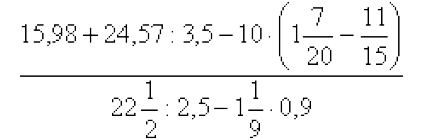 15,98 + 24,57 : 3,5 − 10 · (1 7/20 − 11/15)
22 1/2 : 2,5 − 1 1/9 · 0,9